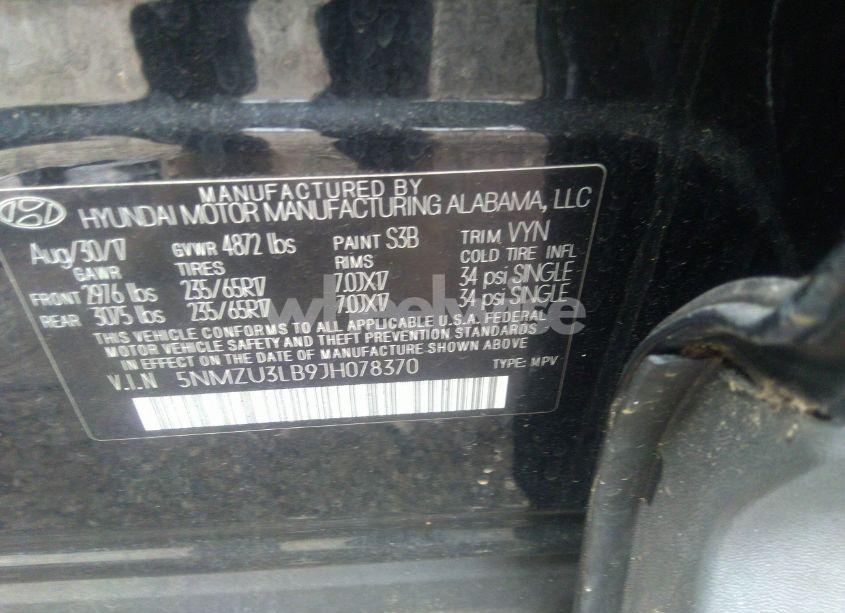 MANUFACTURED BY
HYUNDAI MOTOR MANUFACTURING ALABAMA, LLC
Aug/30/17 GVWR 4872 lbs PAINT S3B TRIM VYN
GAWR TIRES RIMS COLD TIRE INFL
FRONT 2976 lbs 235/65R17 7.0JX17 34 psi SINGLE
REAR 3075 lbs 235/65R17 7.0JX17 34 psi SINGLE
THIS VEHICLE CONFORMS TO ALL APPLICABLE U.S.A. FEDERAL
MOTOR VEHICLE SAFETY AND THEFT PREVENTION STANDARDS
IN EFFECT ON THE DATE OF MANUFACTURE SHOWN ABOVE
V.I.N 5NMZU3LB9JH078370 TYPE: MPV